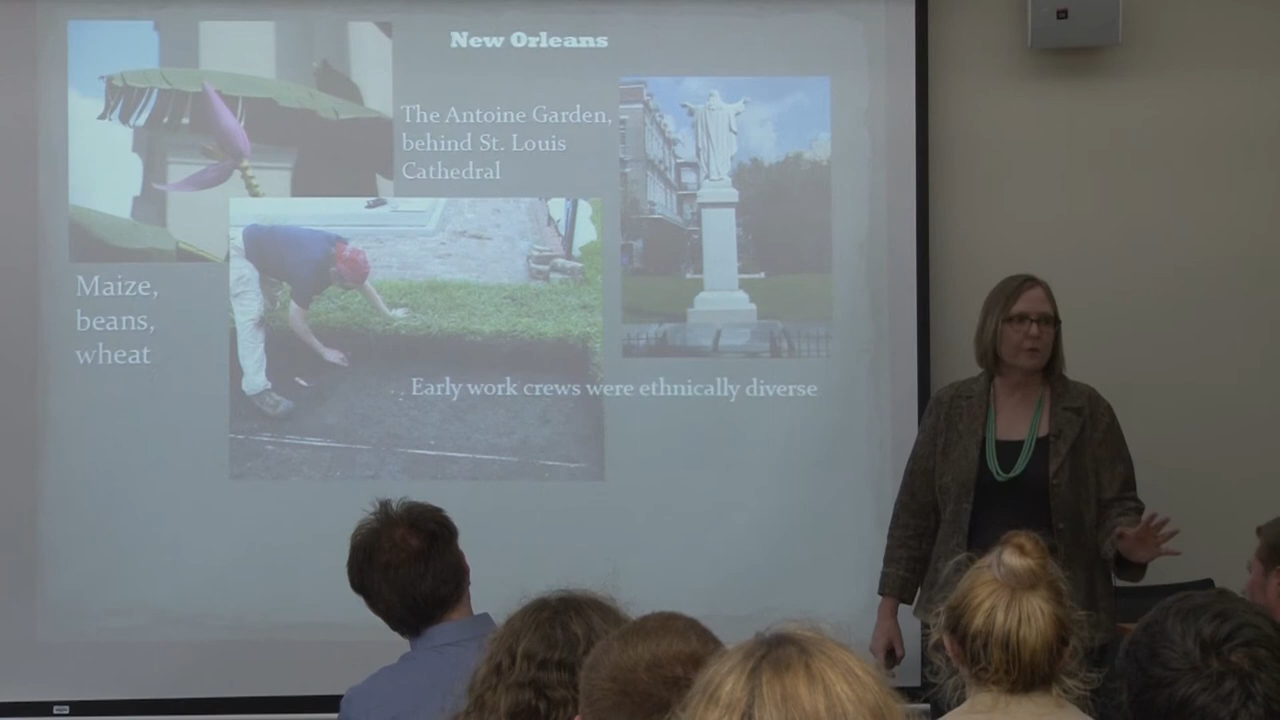 New Orleans
The Antoine Garden,
behind St. Louis
Cathedral
Maize,
beans,
wheat
. . Early work crews were ethnically diverse